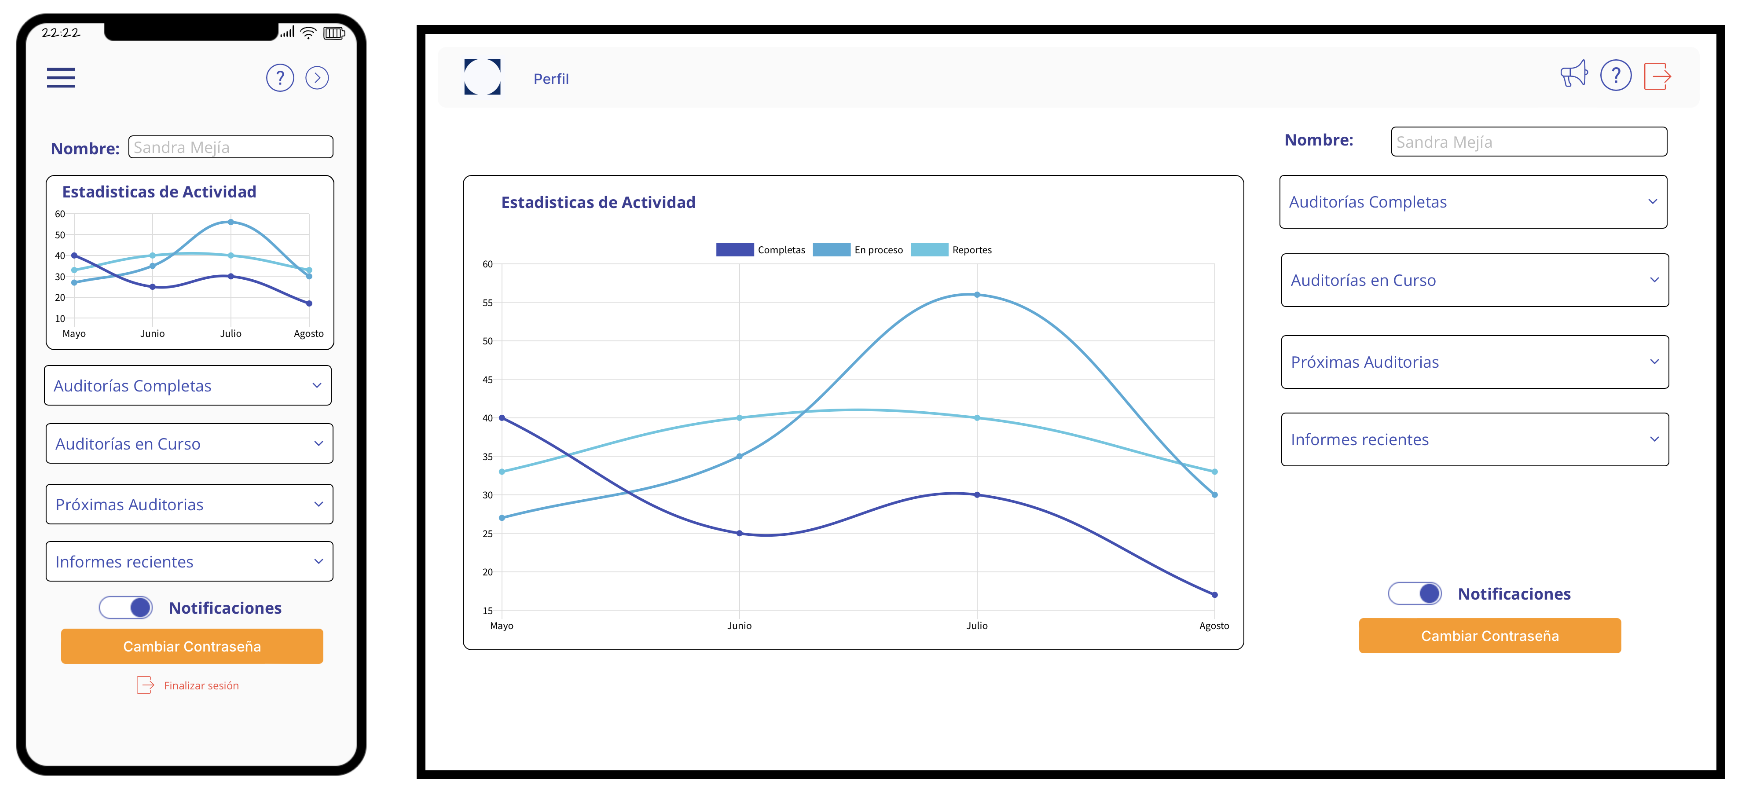 22:22
?
Nombre: Sandra Mejía
Estadisticas de Actividad
60
50
40
30
20
10
Mayo Junio Julio Agosto
Auditorías Completas
Auditorías en Curso
Próximas Auditorias
Informes recientes
Notificaciones
Cambiar Contraseña
Finalizar sesión
Perfil
?
Nombre: Sandra Mejía
Estadisticas de Actividad
Completas En proceso Reportes
60
55
50
45
40
35
30
25
20
15
Mayo Junio Julio Agosto
Auditorías Completas
Auditorías en Curso
Próximas Auditorias
Informes recientes
Notificaciones
Cambiar Contraseña